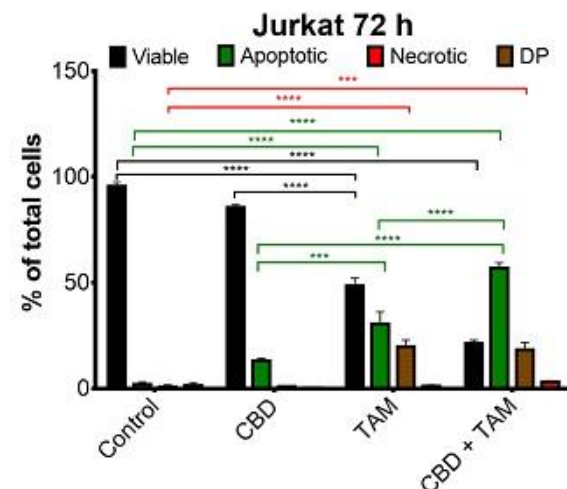 Jurkat 72 h
Viable Apoptotic Necrotic DP
150
100
50
0
% of total cells
***
****
****
****
****
****
****
****
****
***
Control
CBD
TAM
CBD + TAM